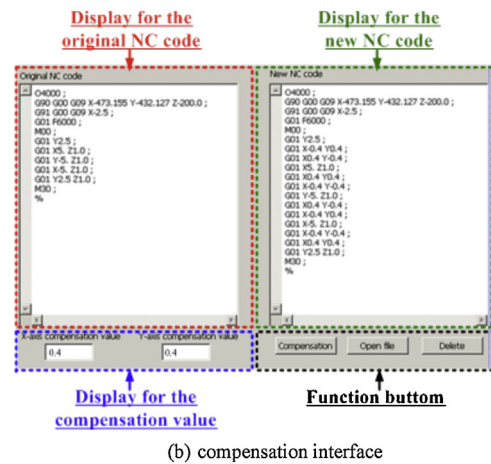 Display for the
original NC code
Display for the
new NC code
Original NC code
O4000 ;
G90 G00 G09 X-473.155 Y-432.127 Z-200.0 ;
G91 G00 G09 X-2.5 ;
G01 F6000 ;
M00 ;
G01 Y2.5 ;
G01 X5. Z1.0 ;
G01 Y-5. Z1.0 ;
G01 X-5. Z1.0 ;
G01 Y2.5 Z1.0 ;
M30 ;
%
New NC code
O4000 ;
G90 G00 G09 X-473.155 Y-432.127 Z-200.0 ;
G91 G00 G09 X-2.5 ;
G01 F6000 ;
M00 ;
G01 Y2.5 ;
G01 X-0.4 Y0.4 ;
G01 X0.4 Y-0.4 ;
G01 X5. Z1.0 ;
G01 X0.4 Y0.4 ;
G01 X-0.4 Y-0.4 ;
G01 Y-5. Z1.0 ;
G01 X0.4 Y-0.4 ;
G01 X-0.4 Y0.4 ;
G01 X-5. Z1.0 ;
G01 X-0.4 Y-0.4 ;
G01 X0.4 Y0.4 ;
G01 Y2.5 Z1.0 ;
M30 ;
%
X-axis compensation value
Y-axis compensation value
0.4
0.4
Compensation
Open file
Delete
Display for the
compensation value
Function buttom
(b) compensation interface